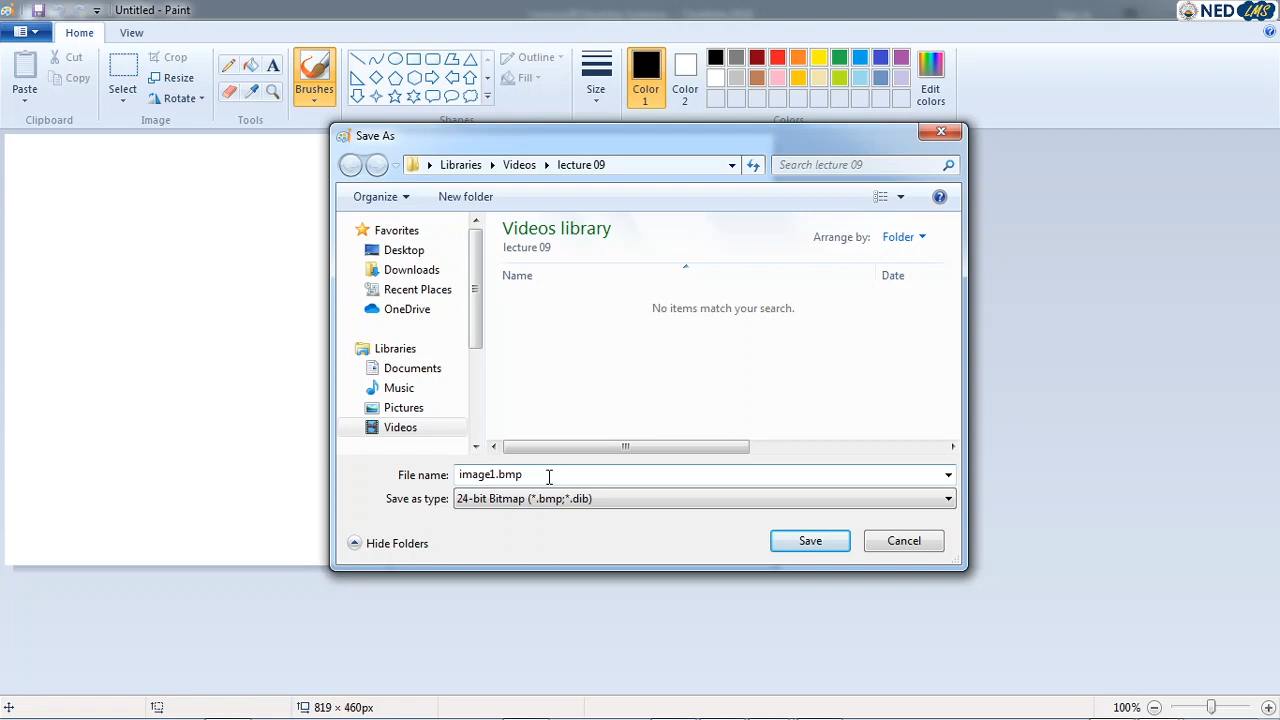 Untitled - Paint
NED LMS
Home View
Paste
Cut
Copy
Clipboard
Select
Crop
Resize
Rotate
Image
A
Tools
Brushes
Outline
Fill
Shapes
Size
Color 1
Color 2
Edit colors
Colors
Save As
Libraries Videos lecture 09
Search lecture 09
Organize New folder
Favorites
Desktop
Downloads
Recent Places
OneDrive
Libraries
Documents
Music
Pictures
Videos
Videos library
lecture 09
Arrange by: Folder
Name Date
No items match your search.
File name: image1.bmp
Save as type: 24-bit Bitmap (*.bmp;*.dib)
Hide Folders
Save Cancel
819 × 460px
100%